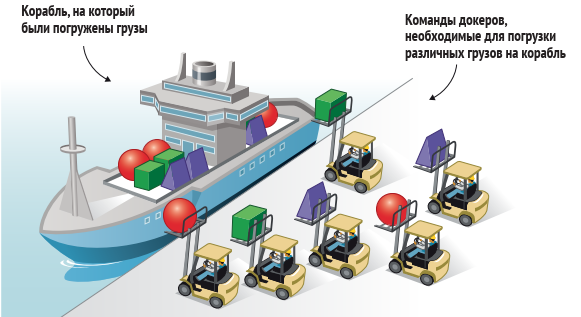 Корабль, на который
были погружены грузы
Команды докеров,
необходимые для погрузки
различных грузов на корабль